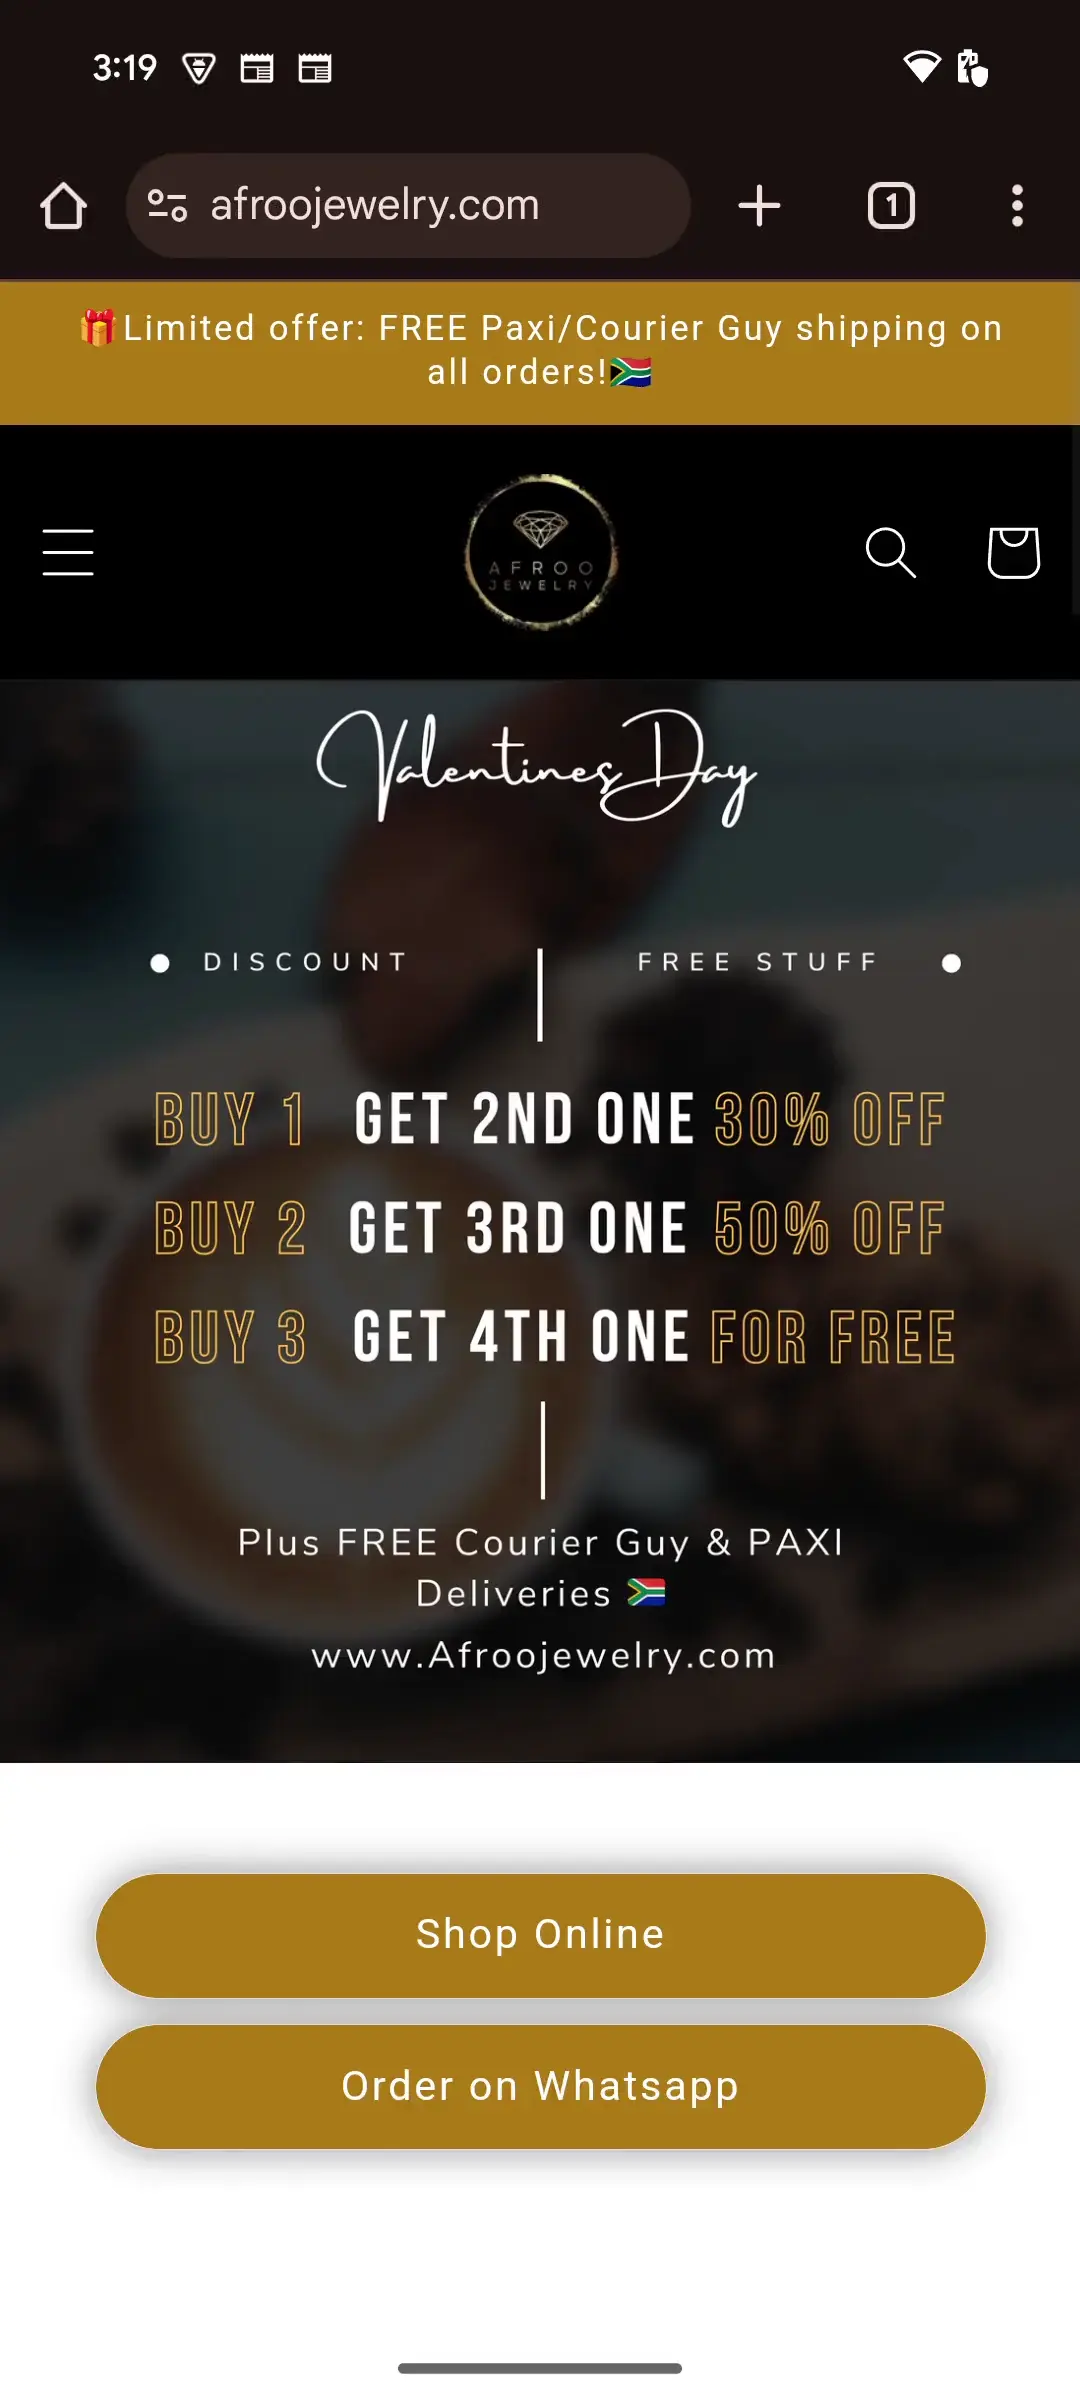 3:19
afroojewelry.com
1
🎁Limited offer: FREE Paxi/Courier Guy shipping on
all orders!🇿🇦
AFROO
JEWELRY
Valentines Day
DISCOUNT
FREE STUFF
BUY 1 GET 2ND ONE 30% OFF
BUY 2 GET 3RD ONE 50% OFF
BUY 3 GET 4TH ONE FOR FREE
Plus FREE Courier Guy & PAXI
Deliveries 🇿🇦
www.Afroojewelry.com
Shop Online
Order on Whatsapp